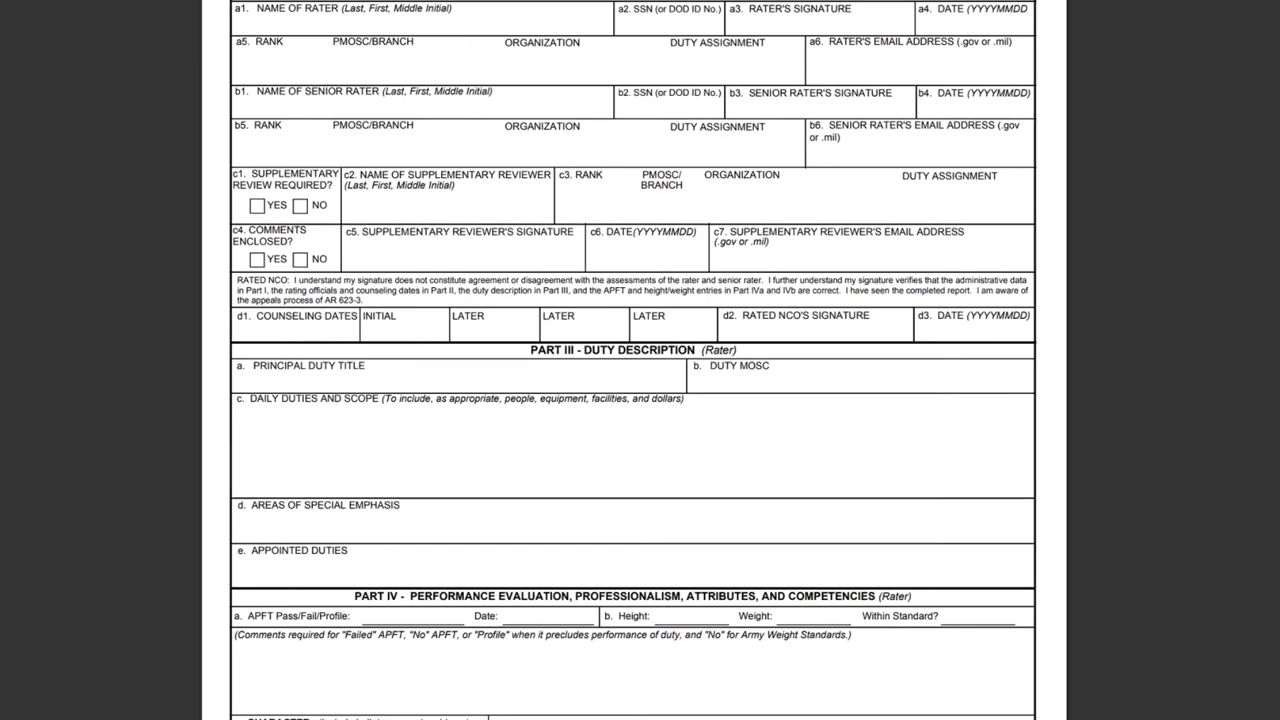 a1. NAME OF RATER (Last, First, Middle Initial) a2. SSN (or DOD ID No.) a3. RATER'S SIGNATURE a4. DATE (YYYYMMDD
a5. RANK PMOSC/BRANCH ORGANIZATION DUTY ASSIGNMENT a6. RATER'S EMAIL ADDRESS (.gov or .mil)
b1. NAME OF SENIOR RATER (Last, First, Middle Initial) b2. SSN (or DOD ID No.) b3. SENIOR RATER'S SIGNATURE b4. DATE (YYYYMMDD)
b5. RANK PMOSC/BRANCH ORGANIZATION DUTY ASSIGNMENT b6. SENIOR RATER'S EMAIL ADDRESS (.gov
or .mil)
c1. SUPPLEMENTARY c2. NAME OF SUPPLEMENTARY REVIEWER c3. RANK PMOSC/ ORGANIZATION DUTY ASSIGNMENT
REVIEW REQUIRED? (Last, First, Middle Initial) BRANCH
YES NO
c4. COMMENTS c5. SUPPLEMENTARY REVIEWER'S SIGNATURE c6. DATE(YYYYMMDD) c7. SUPPLEMENTARY REVIEWER'S EMAIL ADDRESS
ENCLOSED? (.gov or .mil)
YES NO
RATED NCO: I understand my signature does not constitute agreement or disagreement with the assessments of the rater and senior rater. I further understand my signature verifies that the administrative data
in Part I, the rating officials and counseling dates in Part II, the duty description in Part III, and the APFT and height/weight entries in Part IVa and IVb are correct. I have seen the completed report. I am aware of
the appeals process of AR 623-3.
d1. COUNSELING DATES INITIAL LATER LATER LATER d2. RATED NCO'S SIGNATURE d3. DATE (YYYYMMDD)
PART III - DUTY DESCRIPTION (Rater)
a. PRINCIPAL DUTY TITLE b. DUTY MOSC
c. DAILY DUTIES AND SCOPE (To include, as appropriate, people, equipment, facilities, and dollars)
d. AREAS OF SPECIAL EMPHASIS
e. APPOINTED DUTIES
PART IV - PERFORMANCE EVALUATION, PROFESSIONALISM, ATTRIBUTES, AND COMPETENCIES (Rater)
a. APFT Pass/Fail/Profile: Date: b. Height: Weight: Within Standard?
(Comments required for "Failed" APFT, "No" APFT, or "Profile" when it precludes performance of duty, and "No" for Army Weight Standards.)